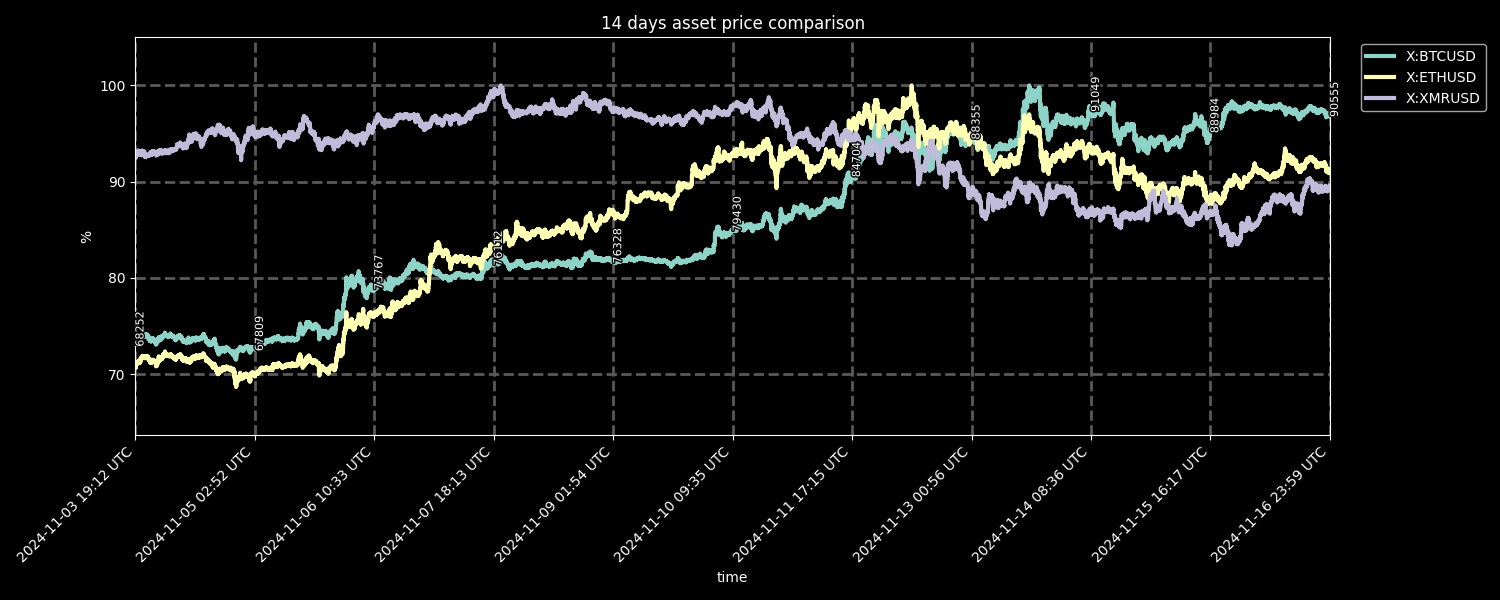 14 days asset price comparison
X:BTCUSD
X:ETHUSD
X:XMRUSD
100
90
80
70
%
68252
67809
73767
76112
76328
79430
84704
88355
91049
88984
90555
2024-11-03 19:12 UTC
2024-11-05 02:52 UTC
2024-11-06 10:33 UTC
2024-11-07 18:13 UTC
2024-11-09 01:54 UTC
2024-11-10 09:35 UTC
2024-11-11 17:15 UTC
2024-11-13 00:56 UTC
2024-11-14 08:36 UTC
2024-11-15 16:17 UTC
2024-11-16 23:59 UTC
time